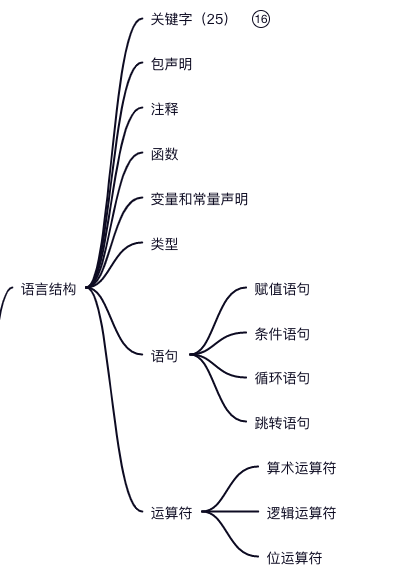 关键字（25） ⑯
包声明
注释
函数
变量和常量声明
类型
语言结构
赋值语句
条件语句
语句
循环语句
跳转语句
算术运算符
运算符
逻辑运算符
位运算符